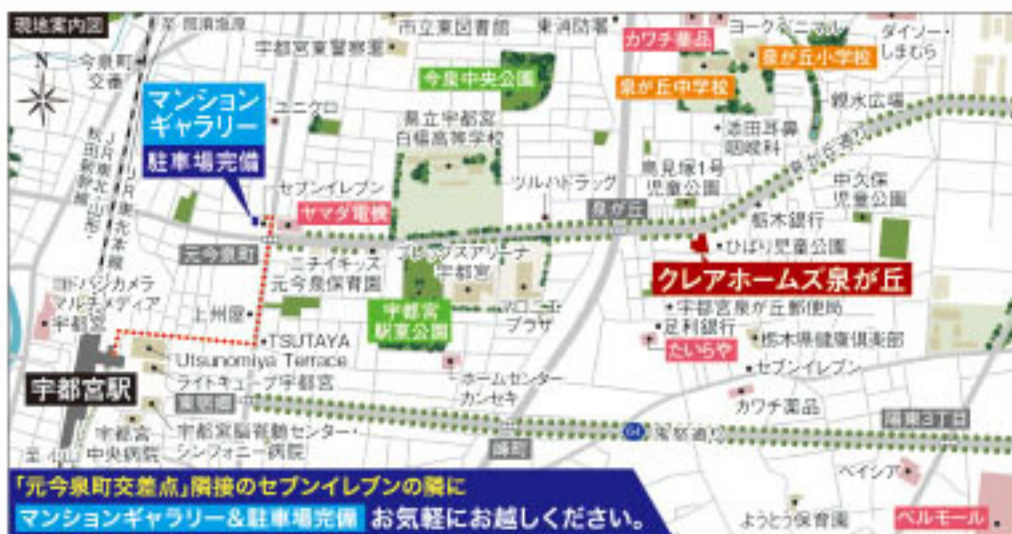 現地案内図
至 那須塩原
今泉町
交番
N
宇都宮東警察署
市立東図書館
東消防署
カワチ薬品
ヨークベニマル
ダイソー・
しまむら
泉が丘小学校
泉が丘中学校
今泉中央公園
マンション
ギャラリー
駐車場完備
ユニクロ
県立宇都宮
白楊高等学校
添田耳鼻
咽喉科
親水広場
泉が丘通り
鳥見塚1号
児童公園
中久保
児童公園
セブンイレブン
ヤマダ電機
ツルハドラッグ
泉が丘
栃木銀行
ひばり児童公園
JR東北本線
元今泉町
ニチイキッズ
元今泉保育園
ブレックスアリーナ
宇都宮
クレアホームズ泉が丘
ヨドバシカメラ
マルチメディア
宇都宮
上州屋
宇都宮
駅東公園
マロニエ
プラザ
宇都宮泉が丘郵便局
足利銀行
たいらや
栃木県健康倶楽部
TSUTAYA
Utsunomiya Terrace
ライトキューブ宇都宮
宇都宮駅
ホームセンター
カンセキ
セブンイレブン
カワチ薬品
宇都宮
中央病院
宇都宮脳脊髄センター・
シンフォニー病院
峰町
64
陽東3丁目
ベイシア
ようとう保育園
ベルモール
「元今泉町交差点」隣接のセブンイレブンの隣に
マンションギャラリー&駐車場完備 お気軽にお越しください。